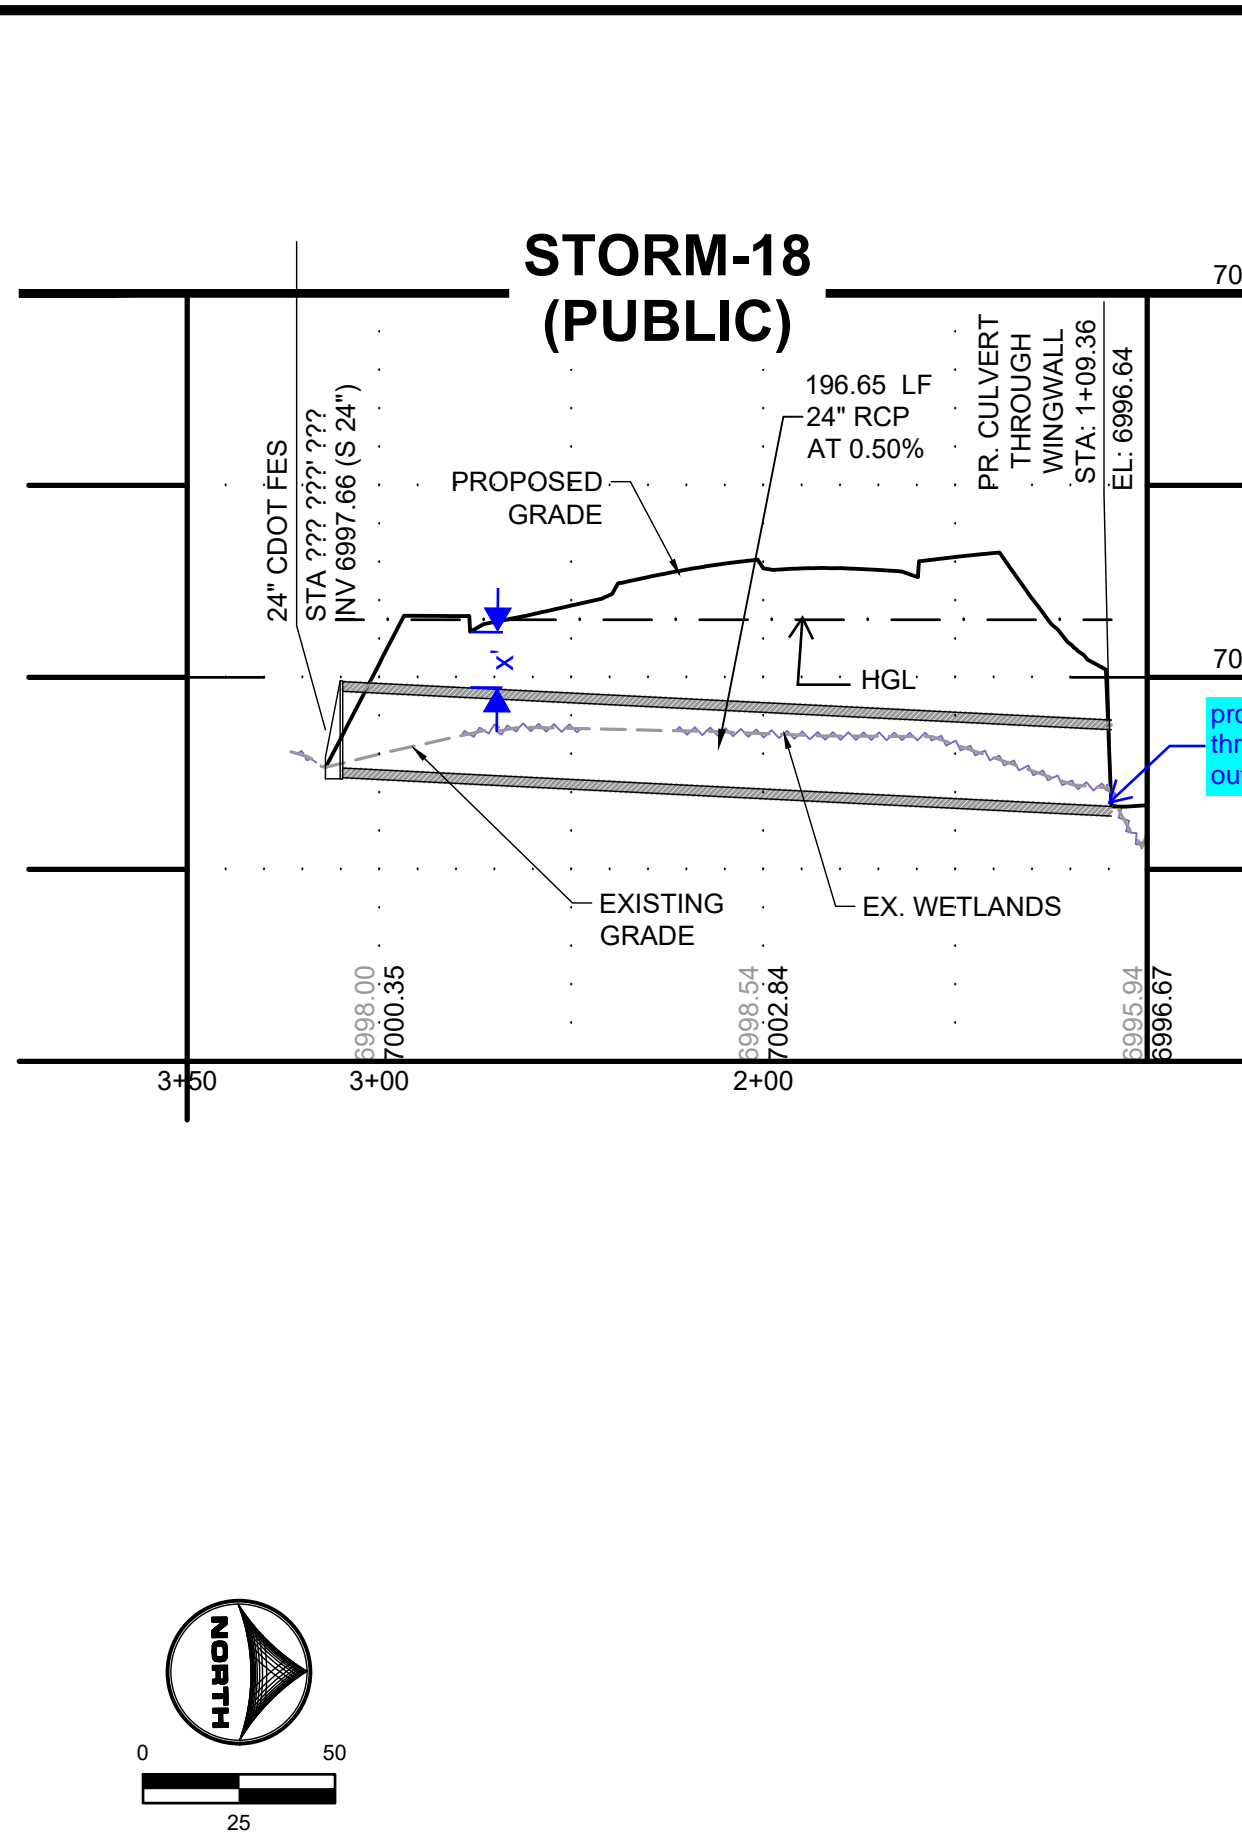 STORM-18
(PUBLIC)
70
24" CDOT FES
STA ??? ???' ???
INV 6997.66 (S 24")
PROPOSED
GRADE
196.65 LF
24" RCP
AT 0.50%
PR. CULVERT
THROUGH
WINGWALL
STA: 1+09.36
EL: 6996.64
x'
HGL
70
EXISTING
GRADE
EX. WETLANDS
6998.00
7000.35
6998.54
7002.84
6995.94
6996.67
3+50
3+00
2+00
NORTH
0
50
25